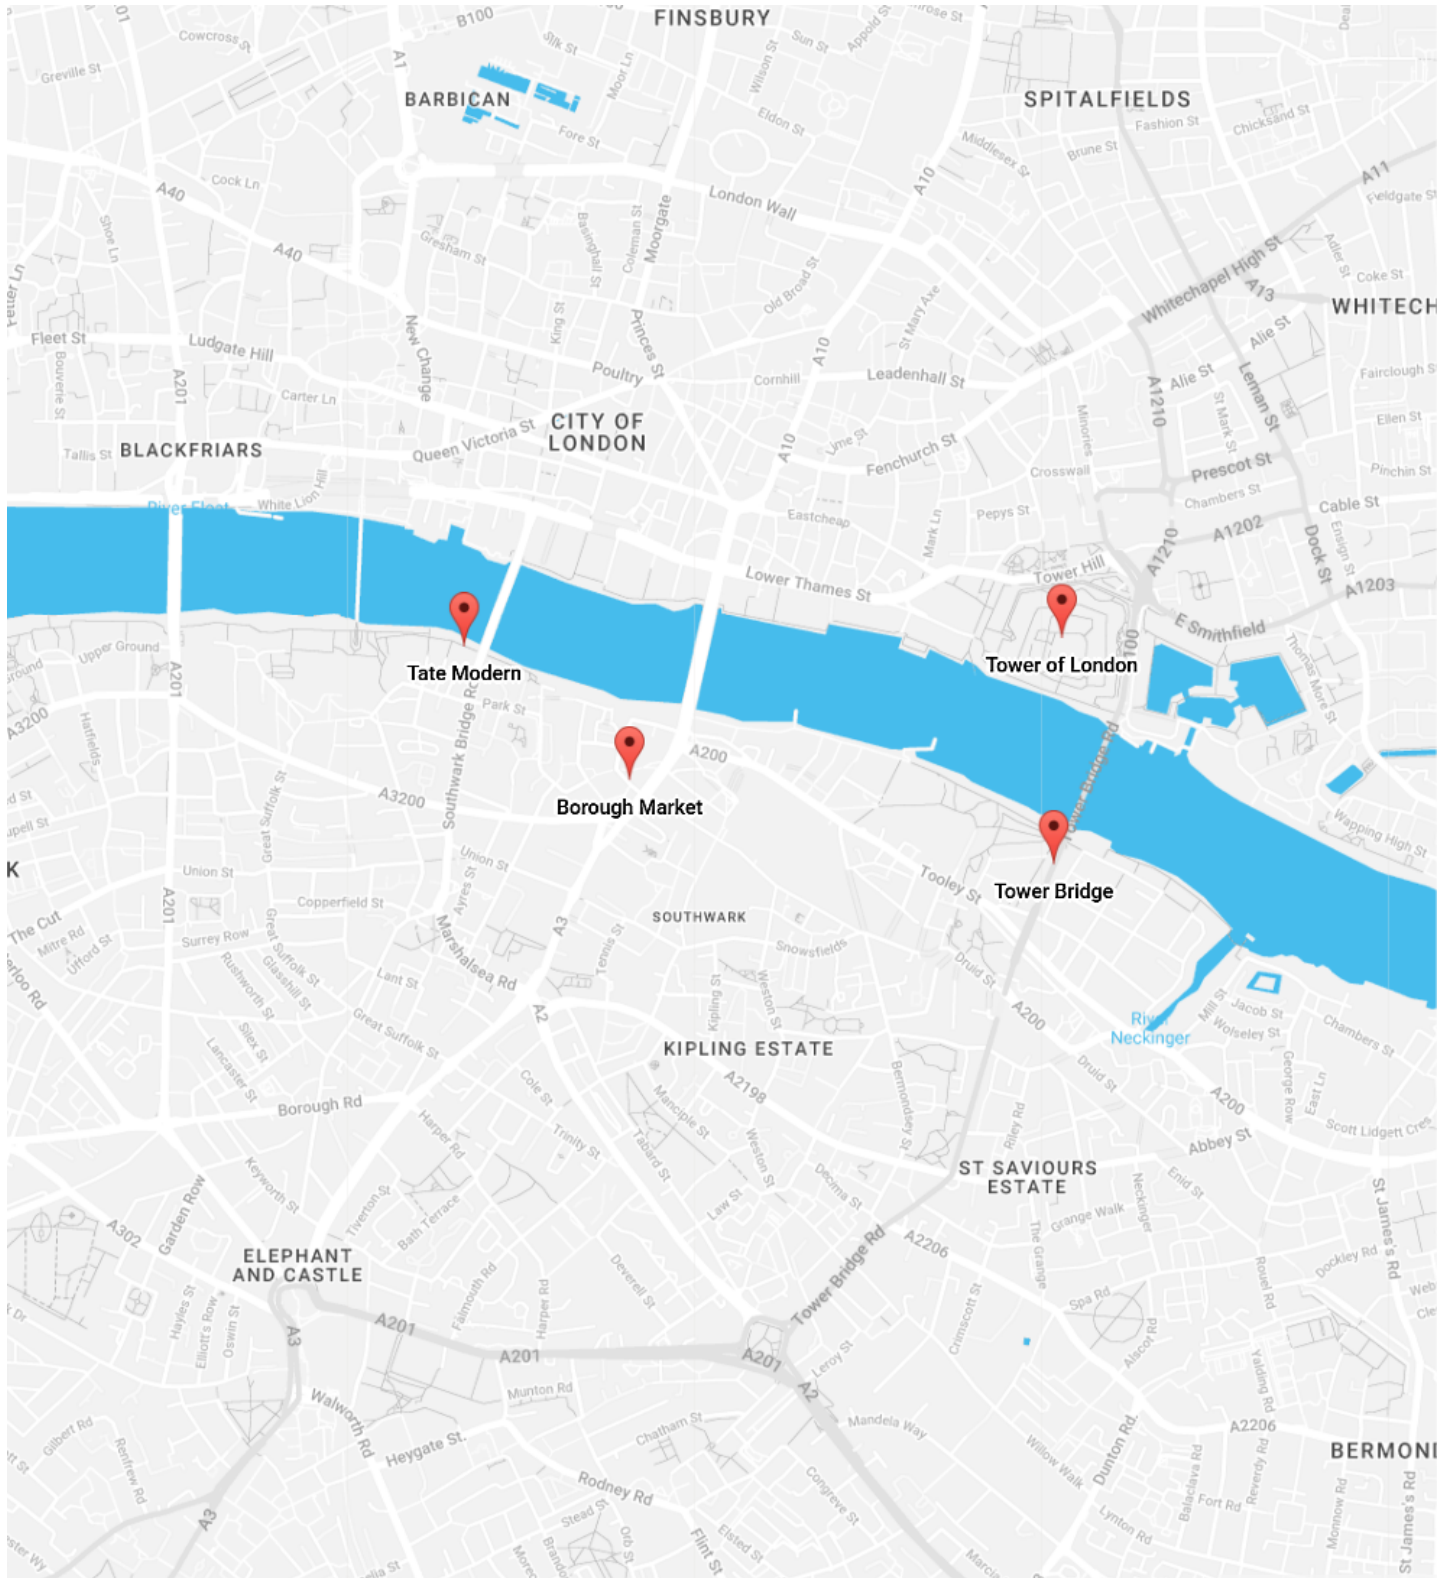 FINSBURY
B100
Cowcross St
Silk St
Moor Ln
Wilson St
Sun St
Appold St
A1
Greville St
BARBICAN
Fore St
Eldon St
SPITALFIELDS
Middlesex St
Brune St
Fashion St
Chicksand St
A11
Fieldgate St
A40
Cock Ln
London Wall
A10
Shoe Ln
Gresham St
Basinghall St
Coleman St
Moorgate
A40
Old Broad St
St Mary Axe
Whitechapel High St
A13
Adler St
Coke St
WHITECH
Fleet St
Ludgate Hill
New Change
King St
Princes St
A10
Alie St
Bouverie St
A201
Carter Ln
Poultry
Cornhill
Leadenhall St
A1210
Alie St
Leman St
Fairclough St
CITY OF
LONDON
Queen Victoria St
A10
Lime St
Fenchurch St
Minories
St Mark St
Ellen St
Tallis St
BLACKFRIARS
Crosswall
Prescot St
Pinchin St
White Lion Hill
River Fleet
Eastcheap
Mark Ln
Pepys St
Chambers St
Cable St
A1202
A1210
Dock St
Ensign St
Lower Thames St
Tower Hill
A1203
E Smithfield
Tower of London
Thomas More St
Upper Ground
A201
Tate Modern
Southwark Bridge Rd
Park St
A3200
Hatfields
A200
Tower Bridge Rd
Great Suffolk St
A3200
Borough Market
Wapping High St
Union St
Union St
Ayres St
Tooley St
Tower Bridge
Copperfield St
A201
The Cut
Mitre Rd
Ufford St
Surrey Row
Great Suffolk St
Marshalsea Rd
A3
Tennis St
SOUTHWARK
Snowsfields
Druid St
Rushworth St
Glasshill St
Lant St
Kipling St
Weston St
A200
A2
Great Suffolk St
Silex St
Lancaster St
KIPLING ESTATE
River
Neckinger
Mill St
Jacob St
Wolseley St
Chambers St
Cole St
A2198
Bermondsey St
Druid St
George Row
East Ln
A200
Borough Rd
Harper Rd
Trinity St
Manciple St
Tabard St
Weston St
Riley Rd
Abbey St
Scott Lidgett Cres
Keyworth St
Garden Row
Tiverton St
Bath Terrace
Law St
Decima St
ST SAVIOURS
ESTATE
Enid St
Neckinger
A302
The Grange
Grange Walk
St James's Rd
ELEPHANT
AND CASTLE
Deverell St
A2206
Tower Bridge Rd
Rouel Rd
Dockley Rd
Hayles St
Elliott's Row
Oswin St
A3
A201
Falmouth Rd
Harper Rd
A201
A201
Leroy St
Crimscott St
Spa Rd
Alscot Rd
Yalding Rd
Munton Rd
A2
Walworth Rd
Heygate St.
Chatham St
Mandela Way
Willow Walk
Dunton Rd.
A2206
BERMOND
Gilbert Rd
Renfrew Rd
Rodney Rd
Congreve St
Balaclava Rd
Reverdy Rd
Fort Rd
Monnow Rd
St James's Rd
A3
Stead St
Orb St
Flint St
Elsted St
Lynton Rd